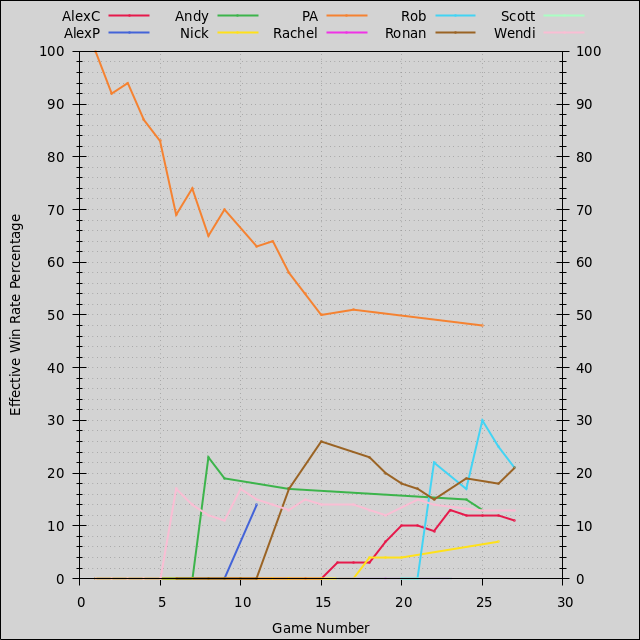 AlexC Andy PA Rob Scott
AlexP Nick Rachel Ronan Wendi
100 100
90 90
80 80
70 70
60 60
50 50
40 40
30 30
20 20
10 10
0 0
0 5 10 15 20 25 30
Effective Win Rate Percentage
Game Number